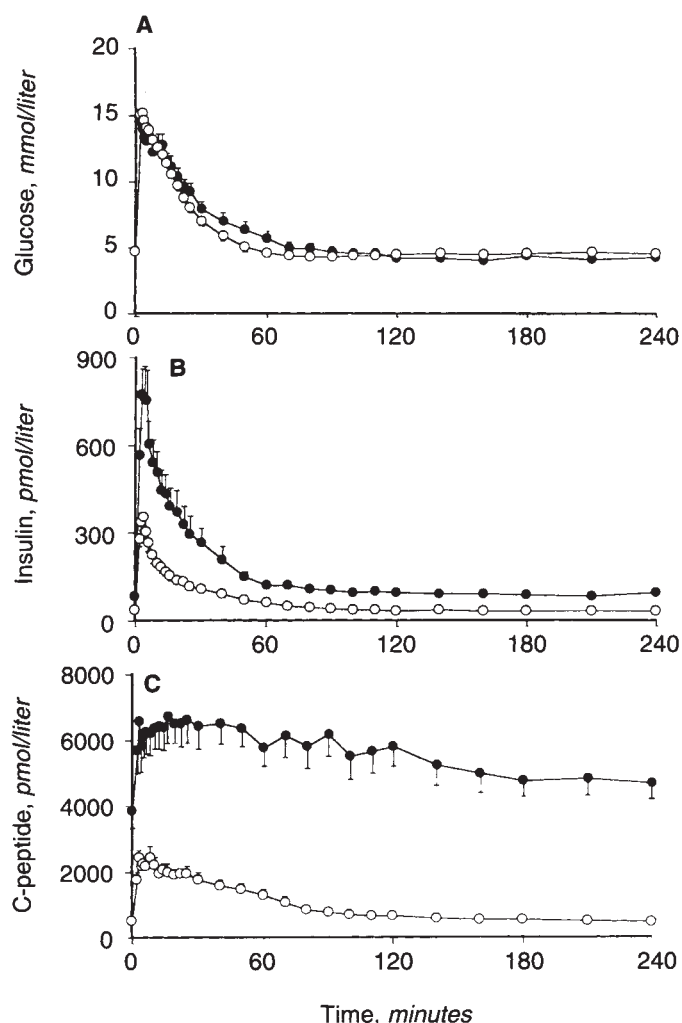 A
20
15
10
5
0
Glucose, mmol/liter
0 60 120 180 240
B
900
600
300
0
Insulin, pmol/liter
0 60 120 180 240
C
8000
6000
4000
2000
0
C-peptide, pmol/liter
0 60 120 180 240
Time, minutes